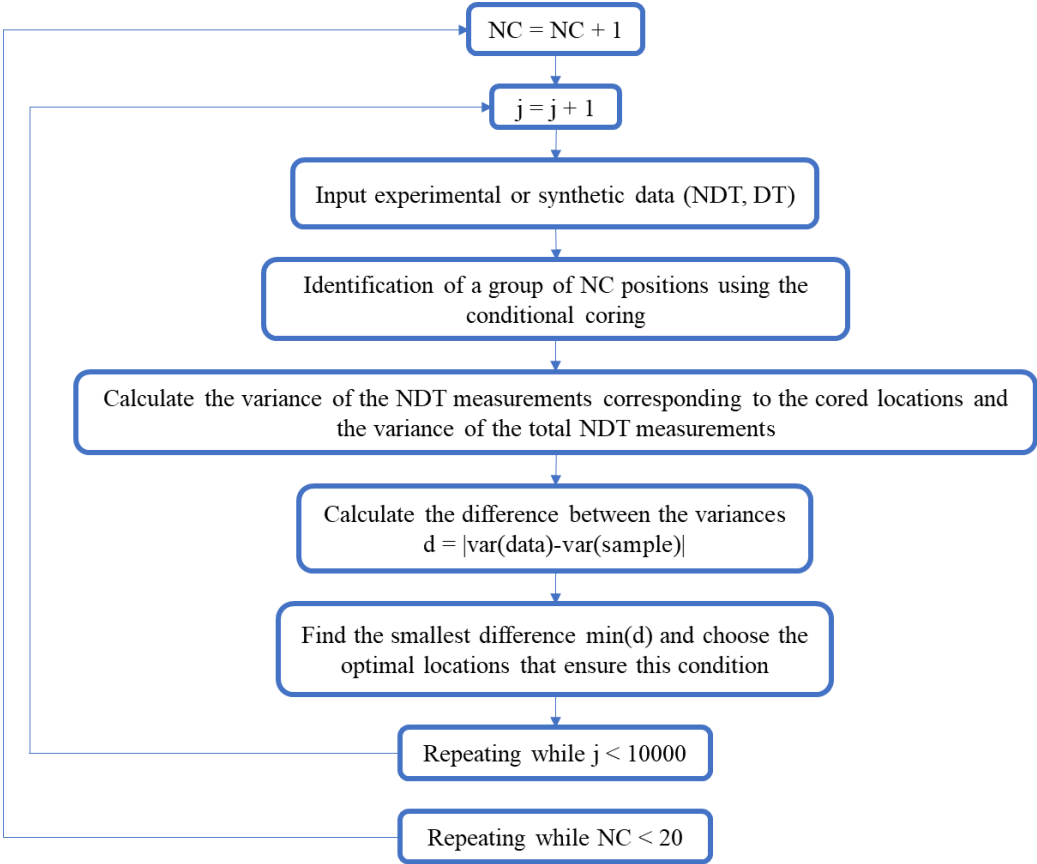 NC = NC + 1
j = j + 1
Input experimental or synthetic data (NDT, DT)
Identification of a group of NC positions using the
conditional coring
Calculate the variance of the NDT measurements corresponding to the cored locations and
the variance of the total NDT measurements
Calculate the difference between the variances
d = |var(data)-var(sample)|
Find the smallest difference min(d) and choose the
optimal locations that ensure this condition
Repeating while j < 10000
Repeating while NC < 20